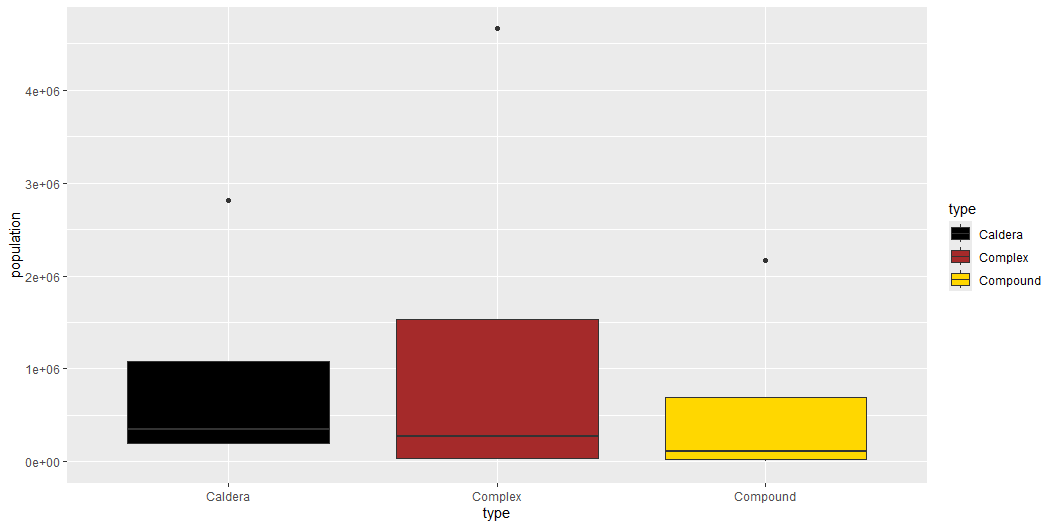 population
4e+06
3e+06
2e+06
1e+06
0e+00
Caldera
Complex
Compound
type
type
Caldera
Complex
Compound